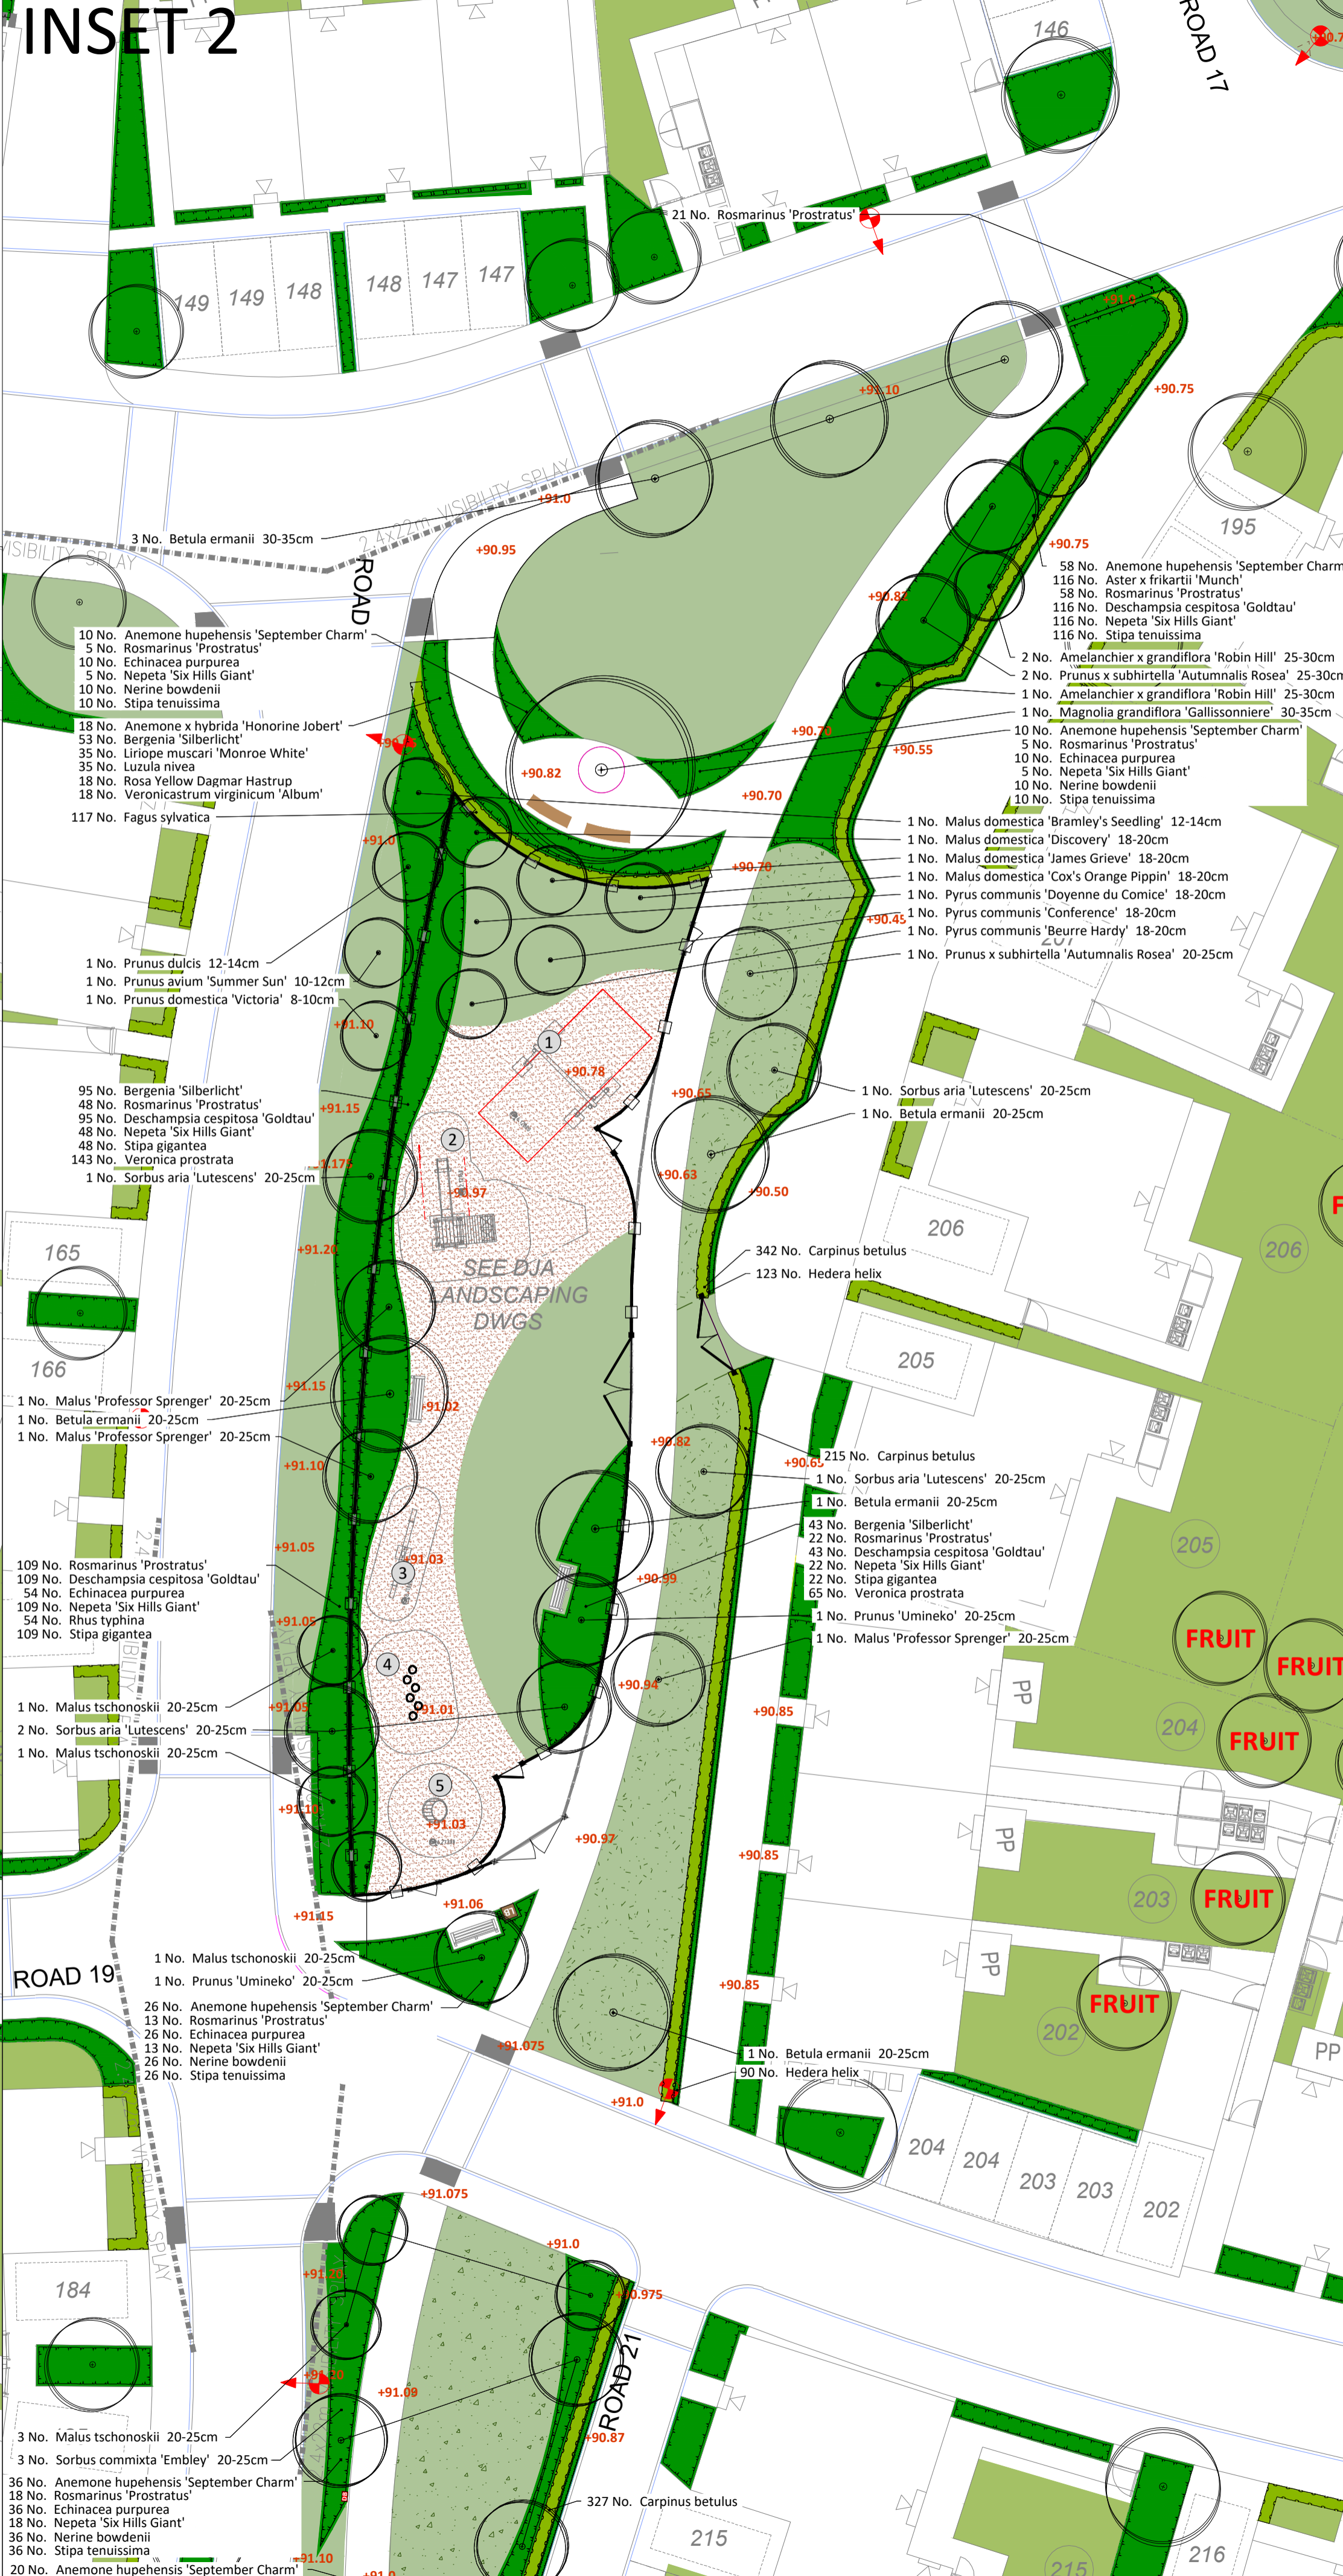 INSET 2
ROAD 17
146
21 No. Rosmarinus 'Prostratus'
149
149
148
148
147
147
+91.0
+90.75
+91.10
2.4x22m VISIBILITY SPLAY
+91.0
3 No. Betula ermanii 30-35cm
VISIBILITY SPLAY
+90.95
ROAD
195
+90.75
58 No. Anemone hupehensis 'September Charm
116 No. Aster x frikartii 'Munch'
58 No. Rosmarinus 'Prostratus'
116 No. Deschampsia cespitosa 'Goldtau'
116 No. Nepeta 'Six Hills Giant'
116 No. Stipa tenuissima
2 No. Amelanchier x grandiflora 'Robin Hill' 25-30cm
2 No. Prunus x subhirtella 'Autumnalis Rosea' 25-30cm
1 No. Amelanchier x grandiflora 'Robin Hill' 25-30cm
1 No. Magnolia grandiflora 'Gallissonniere' 30-35cm
10 No. Anemone hupehensis 'September Charm'
5 No. Rosmarinus 'Prostratus'
10 No. Echinacea purpurea
5 No. Nepeta 'Six Hills Giant'
10 No. Nerine bowdenii
10 No. Stipa tenuissima
10 No. Anemone hupehensis 'September Charm'
5 No. Rosmarinus 'Prostratus'
10 No. Echinacea purpurea
5 No. Nepeta 'Six Hills Giant'
10 No. Nerine bowdenii
10 No. Stipa tenuissima
18 No. Anemone x hybrida 'Honorine Jobert'
53 No. Bergenia 'Silberlicht'
35 No. Liriope muscari 'Monroe White'
35 No. Luzula nivea
18 No. Rosa Yellow Dagmar Hastrup
18 No. Veronicastrum virginicum 'Album'
117 No. Fagus sylvatica
+90.82
+90.70
+90.55
+90.70
+91.0
+90.70
1 No. Malus domestica 'Bramley's Seedling' 12-14cm
1 No. Malus domestica 'Discovery' 18-20cm
1 No. Malus domestica 'James Grieve' 18-20cm
1 No. Malus domestica 'Cox's Orange Pippin' 18-20cm
1 No. Pyrus communis 'Doyenne du Comice' 18-20cm
1 No. Pyrus communis 'Conference' 18-20cm
1 No. Pyrus communis 'Beurre Hardy' 18-20cm
1 No. Prunus x subhirtella 'Autumnalis Rosea' 20-25cm
+90.45
1 No. Prunus dulcis 12-14cm
1 No. Prunus avium 'Summer Sun' 10-12cm
1 No. Prunus domestica 'Victoria' 8-10cm
+91.10
1
+90.78
95 No. Bergenia 'Silberlicht'
48 No. Rosmarinus 'Prostratus'
95 No. Deschampsia cespitosa 'Goldtau'
48 No. Nepeta 'Six Hills Giant'
48 No. Stipa gigantea
143 No. Veronica prostrata
1 No. Sorbus aria 'Lutescens' 20-25cm
+91.15
+90.65
1 No. Sorbus aria 'Lutescens' 20-25cm
1 No. Betula ermanii 20-25cm
2
+90.97
+90.63
+90.50
206
206
165
+91.20
342 No. Carpinus betulus
123 No. Hedera helix
SEE DJA
LANDSCAPING
DWGS
205
166
+91.15
1 No. Malus 'Professor Sprenger' 20-25cm
1 No. Betula ermanii 20-25cm
1 No. Malus 'Professor Sprenger' 20-25cm
+91.02
+91.10
+90.82
+90.65
215 No. Carpinus betulus
1 No. Sorbus aria 'Lutescens' 20-25cm
1 No. Betula ermanii 20-25cm
43 No. Bergenia 'Silberlicht'
22 No. Rosmarinus 'Prostratus'
43 No. Deschampsia cespitosa 'Goldtau'
22 No. Nepeta 'Six Hills Giant'
22 No. Stipa gigantea
65 No. Veronica prostrata
1 No. Prunus 'Umineko' 20-25cm
1 No. Malus 'Professor Sprenger' 20-25cm
205
+91.05
+91.03
3
+90.99
109 No. Rosmarinus 'Prostratus'
109 No. Deschampsia cespitosa 'Goldtau'
54 No. Echinacea purpurea
109 No. Nepeta 'Six Hills Giant'
54 No. Rhus typhina
109 No. Stipa gigantea
+91.05
FRUIT
FRUIT
4
+90.94
PP
+91.01
+91.05
+90.85
204
FRUIT
1 No. Malus tschonoskii 20-25cm
2 No. Sorbus aria 'Lutescens' 20-25cm
1 No. Malus tschonoskii 20-25cm
5
+91.10
+91.03
+90.97
+90.85
PP
203
FRUIT
+91.15
+91.06
LB
ROAD 19
1 No. Malus tschonoskii 20-25cm
1 No. Prunus 'Umineko' 20-25cm
26 No. Anemone hupehensis 'September Charm'
13 No. Rosmarinus 'Prostratus'
26 No. Echinacea purpurea
13 No. Nepeta 'Six Hills Giant'
26 No. Nerine bowdenii
26 No. Stipa tenuissima
PP
+90.85
FRUIT
202
PP
+91.075
1 No. Betula ermanii 20-25cm
90 No. Hedera helix
+91.0
204
204
203
203
202
VISIBILITY SPLAY
+91.075
+91.0
184
+90.975
ROAD 21
+91.09
+90.87
3 No. Malus tschonoskii 20-25cm
3 No. Sorbus commixta 'Embley' 20-25cm
36 No. Anemone hupehensis 'September Charm'
18 No. Rosmarinus 'Prostratus'
36 No. Echinacea purpurea
18 No. Nepeta 'Six Hills Giant'
36 No. Nerine bowdenii
36 No. Stipa tenuissima
20 No. Anemone hupehensis 'September Charm'
327 No. Carpinus betulus
+91.10
+91.0
215
215
216